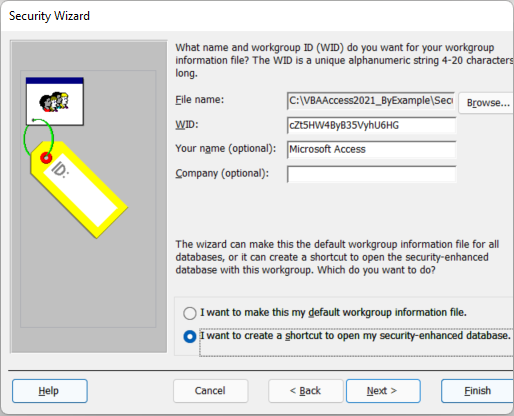 Security Wizard
What name and workgroup ID (WID) do you want for your workgroup
information file? The WID is a unique alphanumeric string 4-20 characters
long.
File name: C:\VBAAccess2021_ByExample\Sec Browse...
WID: cZt5HW4ByB35VyhU6HG
Your name (optional): Microsoft Access
Company (optional):
ID:
The wizard can make this the default workgroup information file for all
databases, or it can create a shortcut to open the security-enhanced
database with this workgroup. Which do you want to do?
I want to make this my default workgroup information file.
I want to create a shortcut to open my security-enhanced database.
Help Cancel < Back Next > Finish